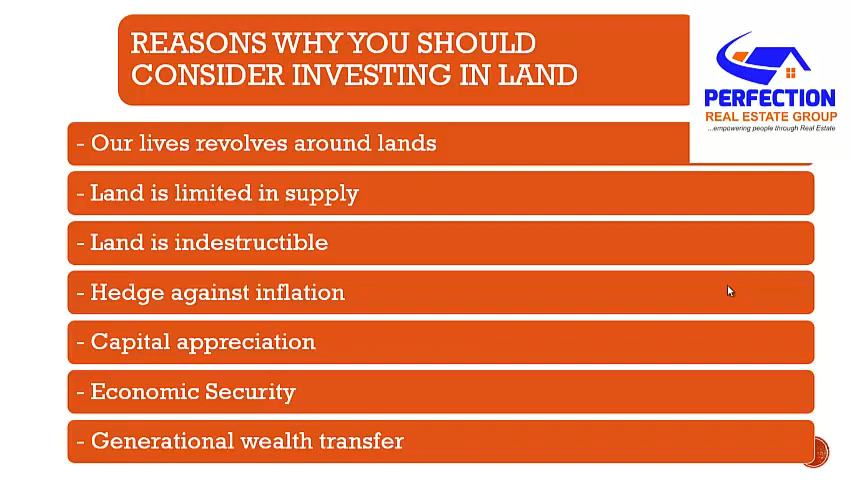 REASONS WHY YOU SHOULD
CONSIDER INVESTING IN LAND
PERFECTION
REAL ESTATE GROUP
...empowering people through Real Estate
- Our lives revolves around lands
- Land is limited in supply
- Land is indestructible
- Hedge against inflation
- Capital appreciation
- Economic Security
- Generational wealth transfer